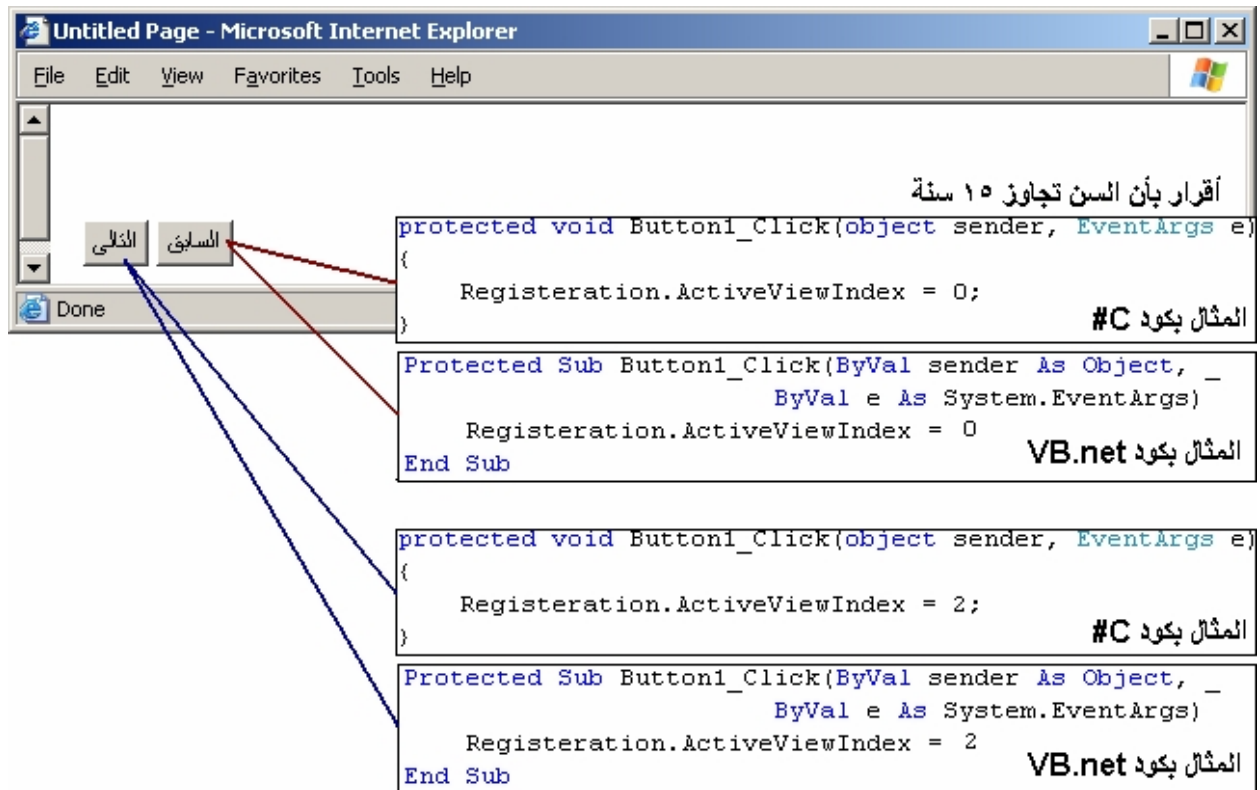 Untitled Page - Microsoft Internet Explorer
File Edit View Favorites Tools Help
أقرار بأن السن تجاوز ١٥ سنة
السابق
التالى
Done
protected void Button1_Click(object sender, EventArgs e)
{
Registeration.ActiveViewIndex = 0;
}
المثال بكود C#
Protected Sub Button1_Click(ByVal sender As Object, _
ByVal e As System.EventArgs)
Registeration.ActiveViewIndex = 0
End Sub
المثال بكود VB.net
protected void Button1_Click(object sender, EventArgs e)
{
Registeration.ActiveViewIndex = 2;
}
المثال بكود C#
Protected Sub Button1_Click(ByVal sender As Object, _
ByVal e As System.EventArgs)
Registeration.ActiveViewIndex = 2
End Sub
المثال بكود VB.net